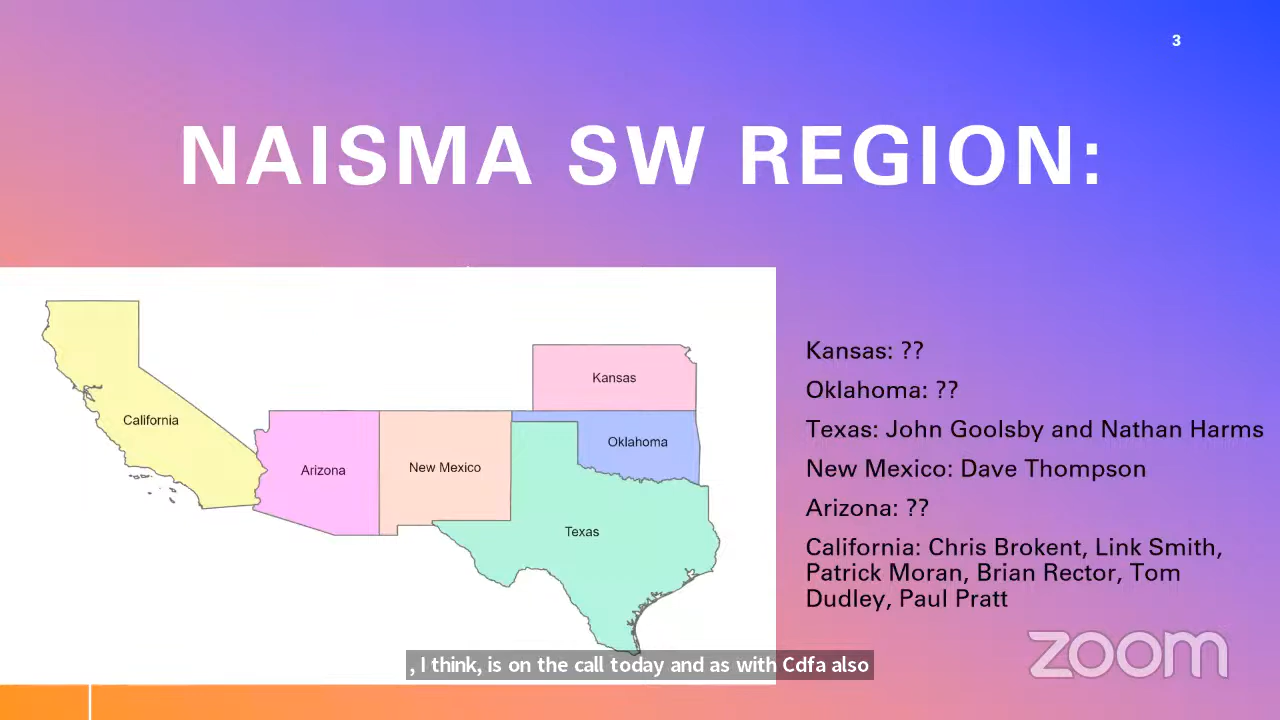 3
NAISMA SW REGION:
California
Arizona
New Mexico
Kansas
Oklahoma
Texas
Kansas: ??
Oklahoma: ??
Texas: John Goolsby and Nathan Harms
New Mexico: Dave Thompson
Arizona: ??
California: Chris Brokent, Link Smith,
Patrick Moran, Brian Rector, Tom
Dudley, Paul Pratt
, I think, is on the call today and as with Cdfa also
zoom